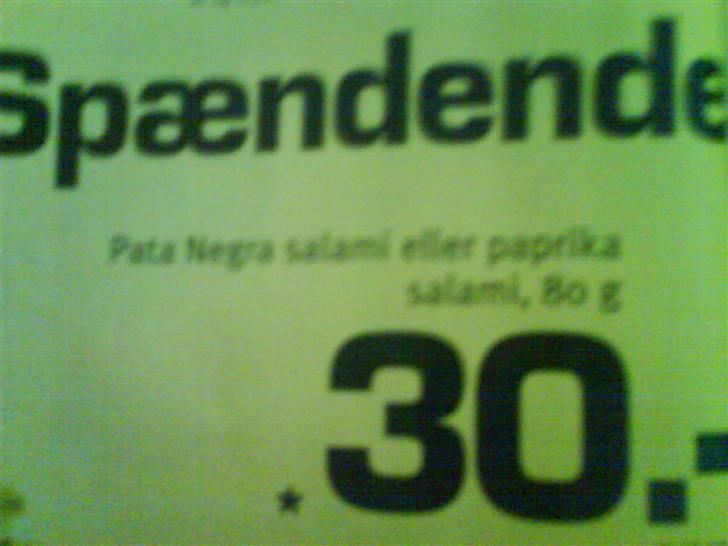 Spændende
Pata Negra salami eller paprika
salami, 80 g
★30.-